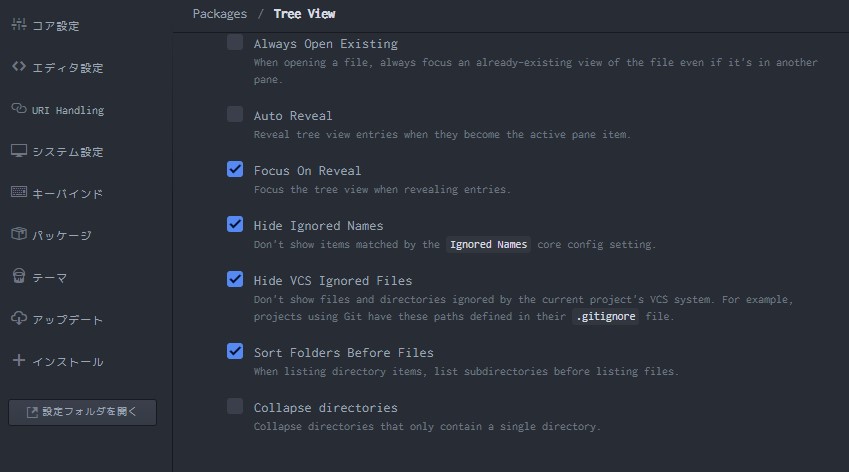 コア設定
エディタ設定
URI Handling
システム設定
キーバインド
パッケージ
テーマ
アップデート
インストール
設定フォルダを開く
Packages / Tree View
Always Open Existing
When opening a file, always focus an already-existing view of the file even if it's in another
pane.
Auto Reveal
Reveal tree view entries when they become the active pane item.
Focus On Reveal
Focus the tree view when revealing entries.
Hide Ignored Names
Don't show items matched by the Ignored Names core config setting.
Hide VCS Ignored Files
Don't show files and directories ignored by the current project's VCS system. For example,
projects using Git have these paths defined in their .gitignore file.
Sort Folders Before Files
When listing directory items, list subdirectories before listing files.
Collapse directories
Collapse directories that only contain a single directory.